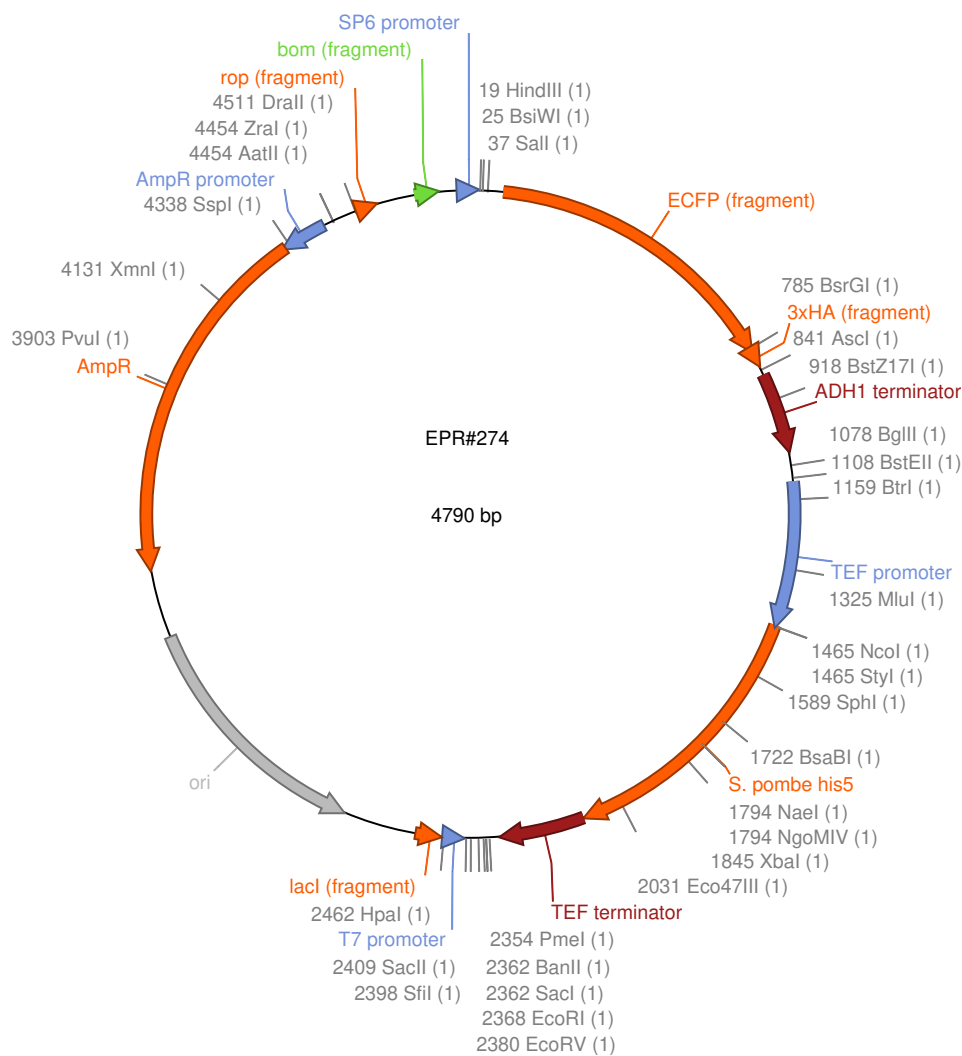 SP6 promoter
bom (fragment)
rop (fragment)
4511 DraII (1)
4454 ZraI (1)
4454 AatII (1)
AmpR promoter
4338 SspI (1)
4131 XmnI (1)
3903 PvuI (1)
AmpR
19 HindIII (1)
25 BsiWI (1)
37 SalI (1)
ECFP (fragment)
785 BsrGI (1)
3xHA (fragment)
841 AscI (1)
918 BstZ17I (1)
ADH1 terminator
EPR#274
4790 bp
1078 BglII (1)
1108 BstEII (1)
1159 BtrI (1)
TEF promoter
1325 MluI (1)
1465 NcoI (1)
1465 StyI (1)
1589 SphI (1)
1722 BsaBI (1)
S. pombe his5
1794 NaeI (1)
1794 NgoMIV (1)
1845 XbaI (1)
2031 Eco47III (1)
ori
lacI (fragment)
2462 HpaI (1)
T7 promoter
2409 SacII (1)
2398 SfiI (1)
TEF terminator
2354 PmeI (1)
2362 BanII (1)
2362 SacI (1)
2368 EcoRI (1)
2380 EcoRV (1)